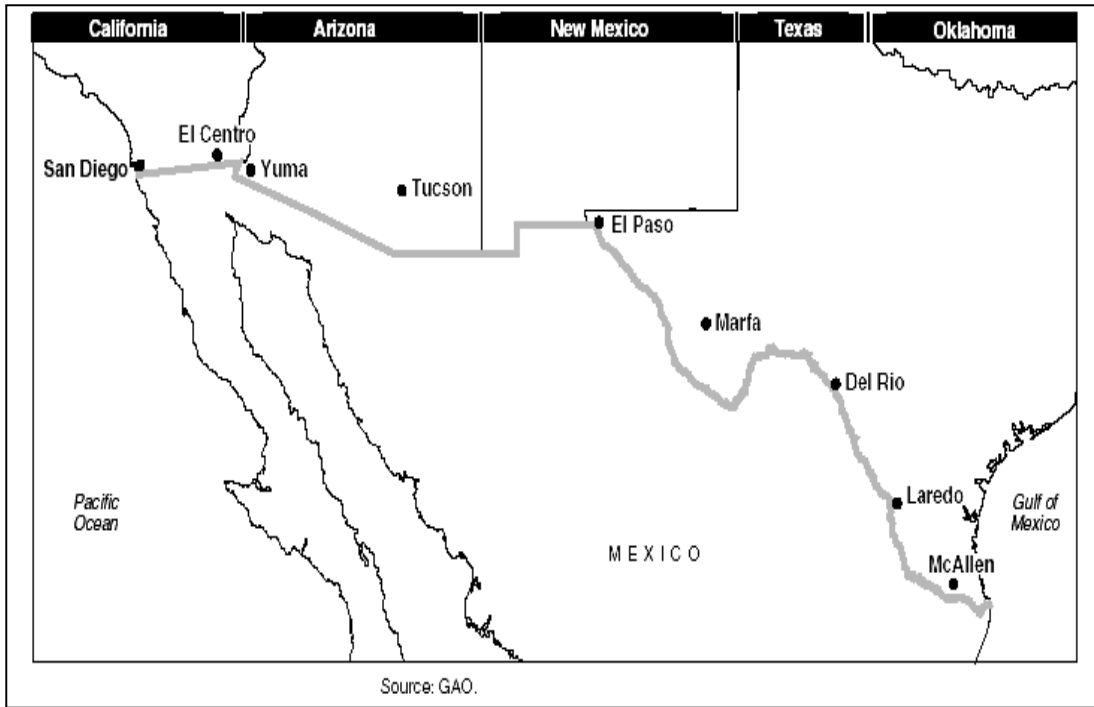 California Arizona New Mexico Texas Oklahoma
El Centro
San Diego
Yuma
Tucson
El Paso
Marfa
Del Rio
Laredo
Pacific
Ocean
Gulf of
Mexico
MEXICO
McAllen
Source: GAO.